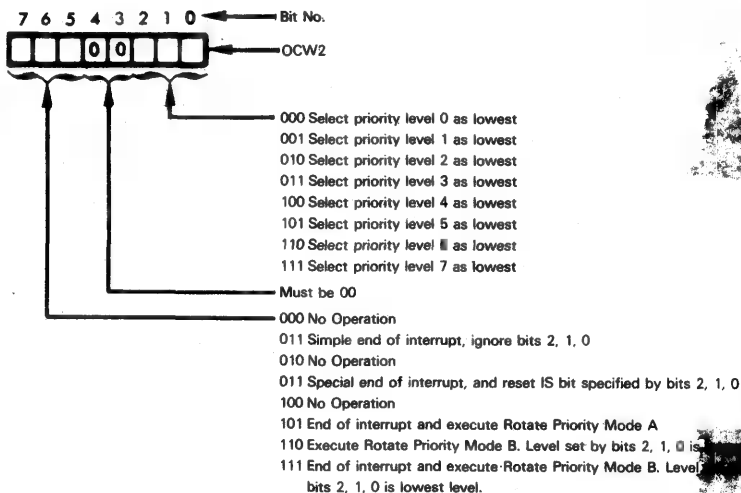 7 6 5 4 3 2 1 0 Bit No.
0 0 OCW2
000 Select priority level 0 as lowest
001 Select priority level 1 as lowest
010 Select priority level 2 as lowest
011 Select priority level 3 as lowest
100 Select priority level 4 as lowest
101 Select priority level 5 as lowest
110 Select priority level as lowest
111 Select priority level 7 as lowest
Must be 00
000 No Operation
011 Simple end of interrupt, ignore bits 2, 1, 0
010 No Operation
011 Special end of interrupt, and reset IS bit specified by bits 2, 1, 0
100 No Operation
101 End of interrupt and execute Rotate Priority Mode A
110 Execute Rotate Priority Mode B. Level set by bits 2, 1, 0 is
111 End of interrupt and execute Rotate Priority Mode B. Level
bits 2, 1, 0 is lowest level.